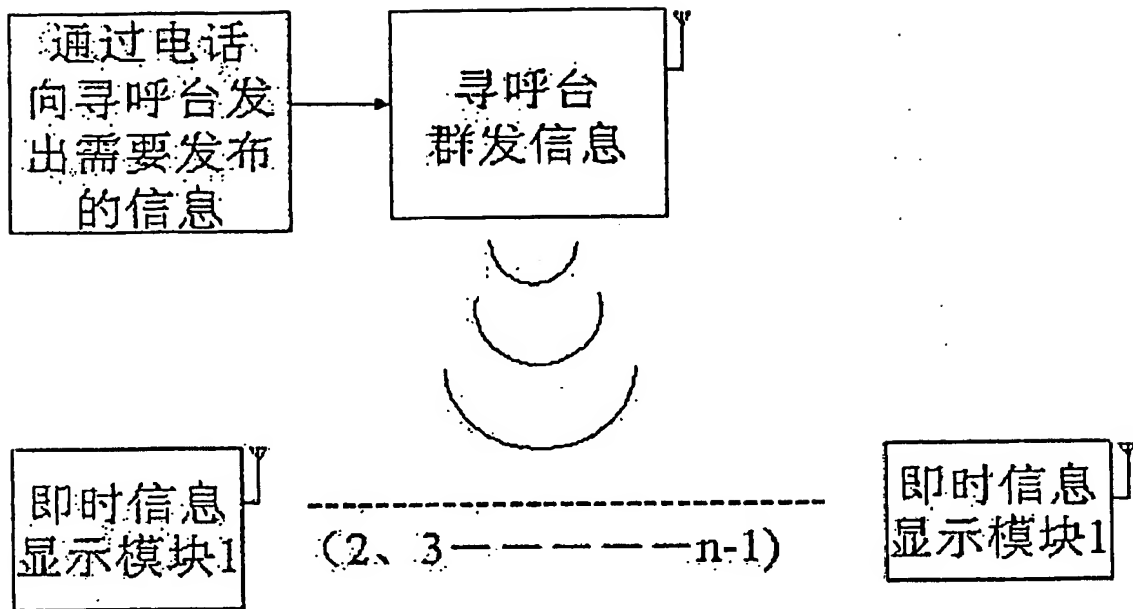 通过电话
向寻呼台发
出需要发布
的信息
寻呼台
群发信息
即时信息
显示模块1
(2、3—————n-1)
即时信息
显示模块1